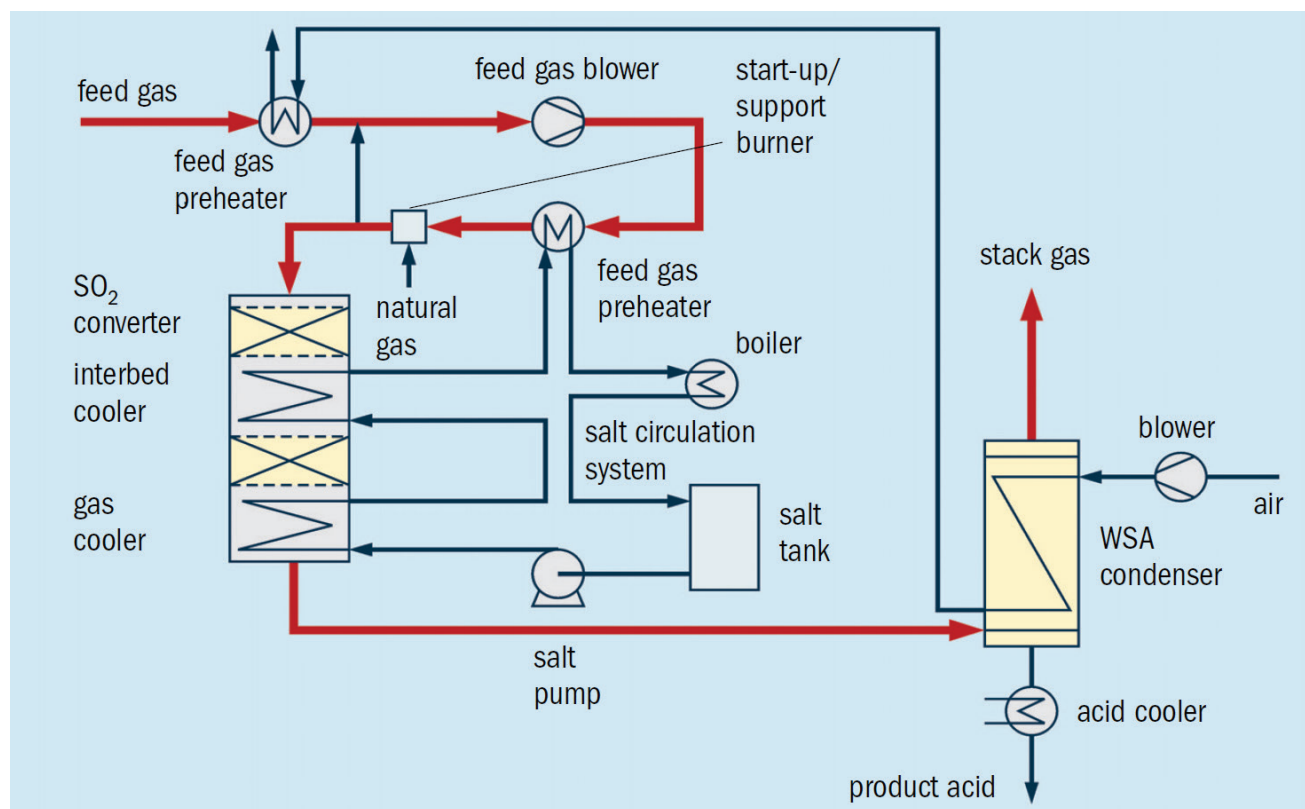 feed gas
feed gas blower
start-up/
support
burner
feed gas
preheater
SO2
converter
natural
gas
feed gas
preheater
stack gas
interbed
cooler
boiler
salt circulation
system
blower
air
gas
cooler
salt
tank
WSA
condenser
salt
pump
acid cooler
product acid